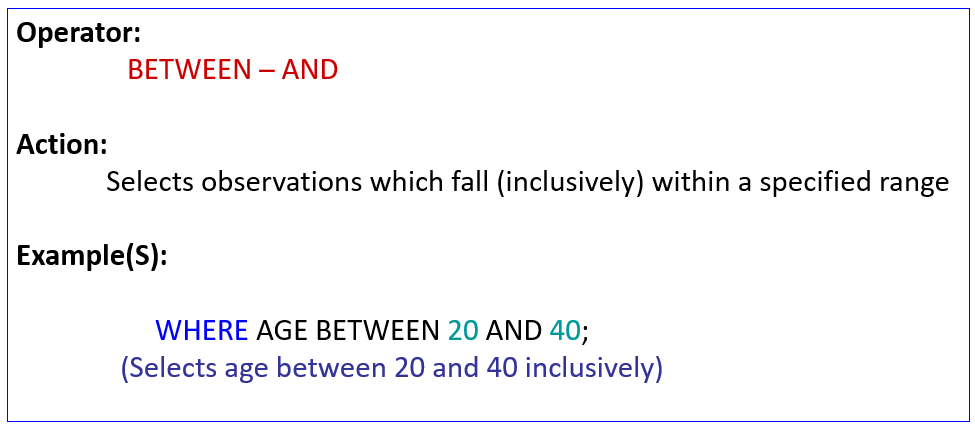 Operator:
BETWEEN – AND
Action:
Selects observations which fall (inclusively) within a specified range
Example(S):
WHERE AGE BETWEEN 20 AND 40;
(Selects age between 20 and 40 inclusively)